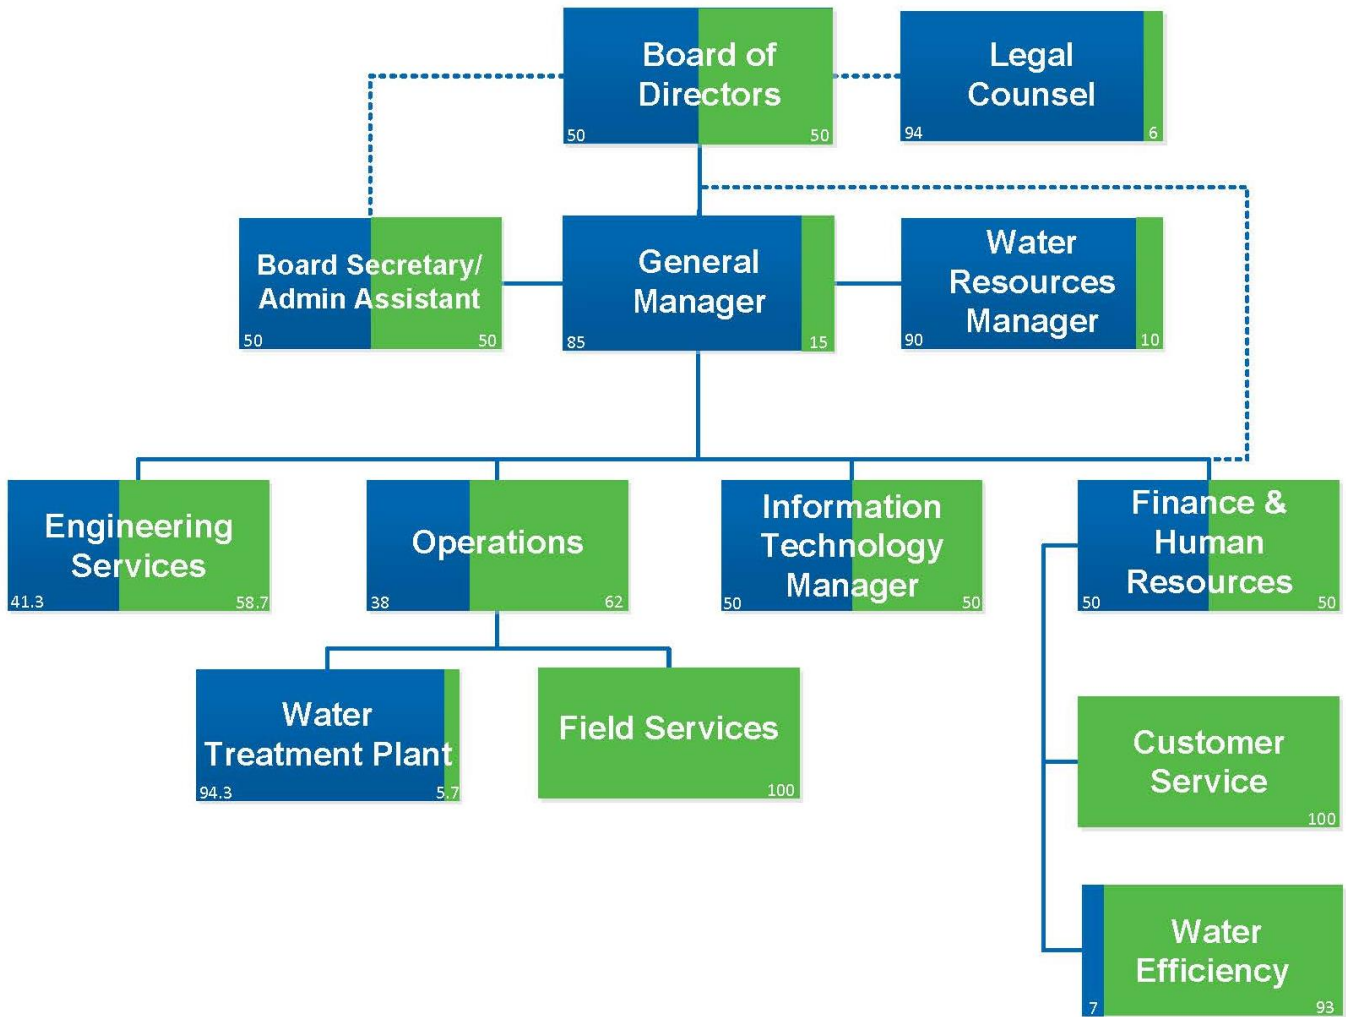 Board of
Directors
50 50
Legal
Counsel
94 6
Board Secretary/
Admin Assistant
50 50
General
Manager
85 15
Water
Resources
Manager
90 10
Engineering
Services
41.3 58.7
Operations
38 62
Information
Technology
Manager
50 50
Finance &
Human
Resources
50 50
Water
Treatment Plant
94.3 5.7
Field Services
100
Customer
Service
100
Water
Efficiency
7 93